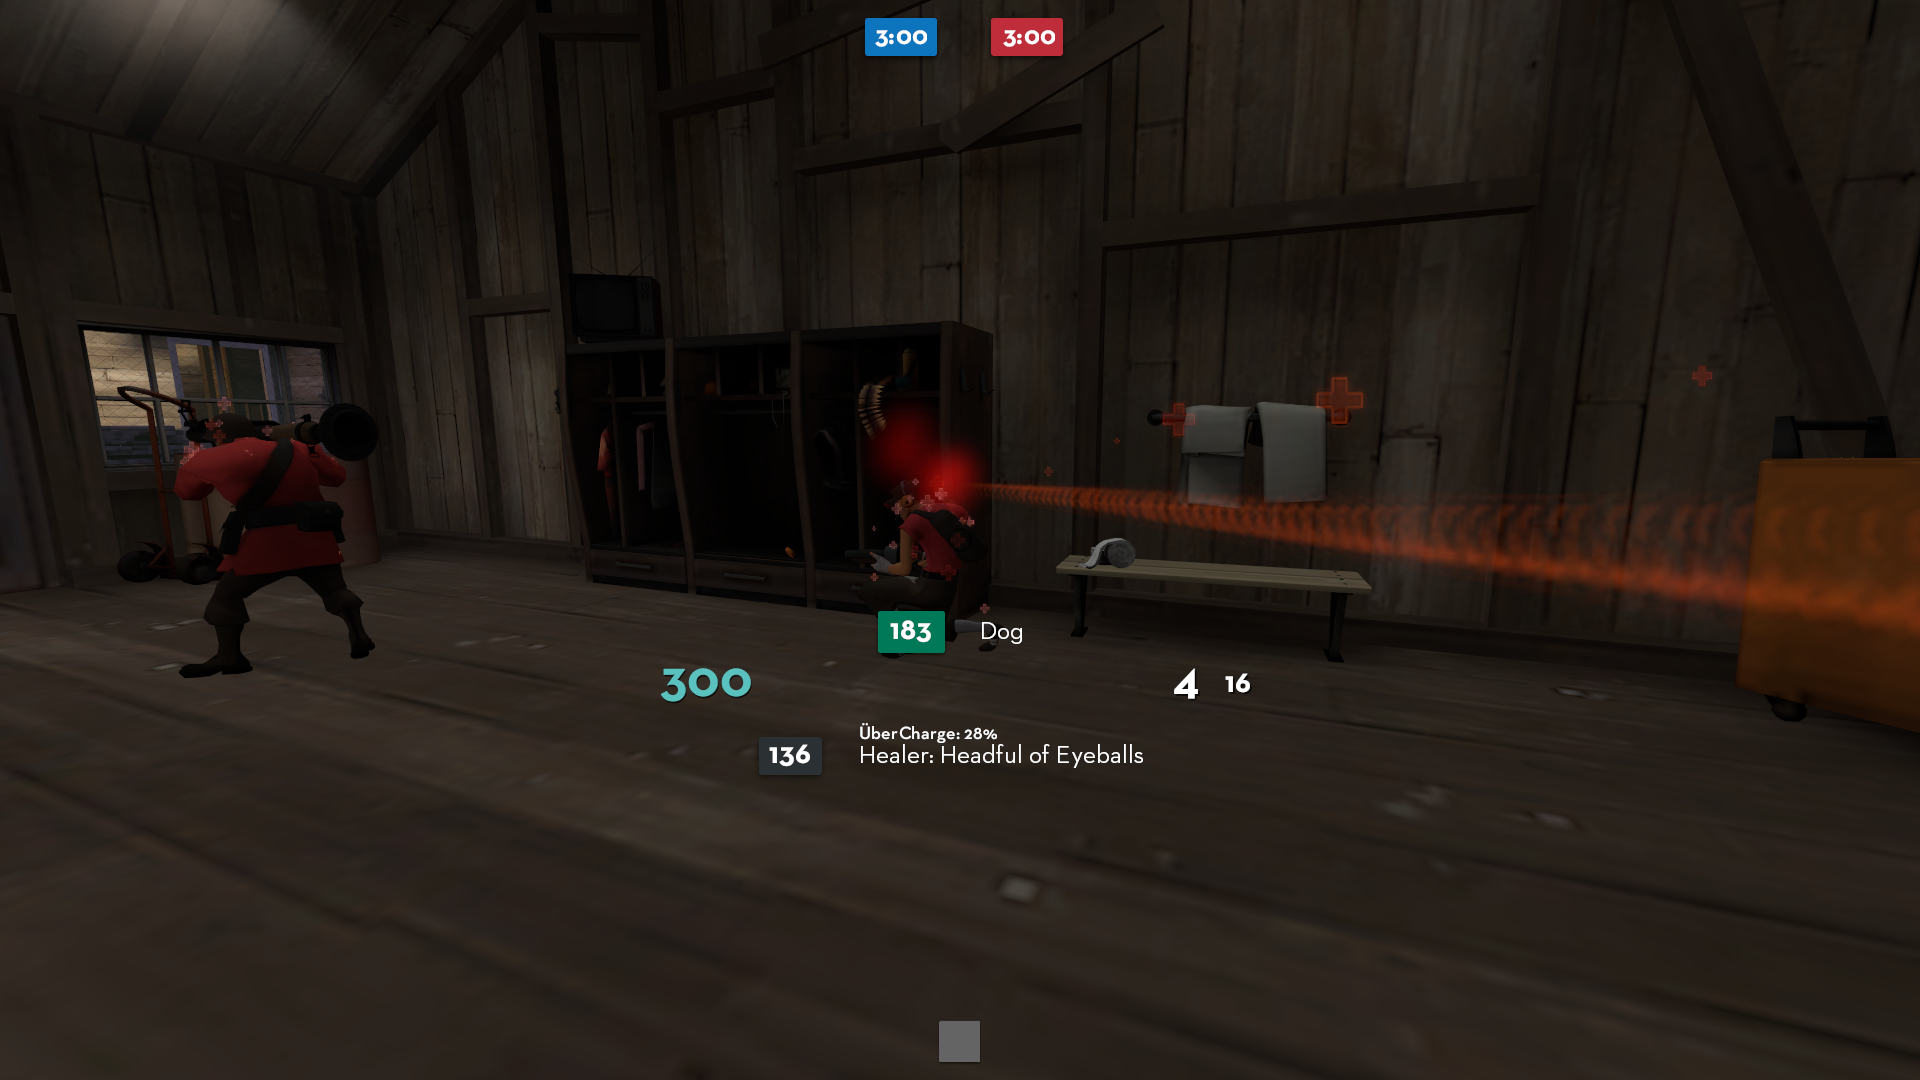 3:00 3:00
183 Dog
300 4 16
ÜberCharge: 28%
136 Healer: Headful of Eyeballs